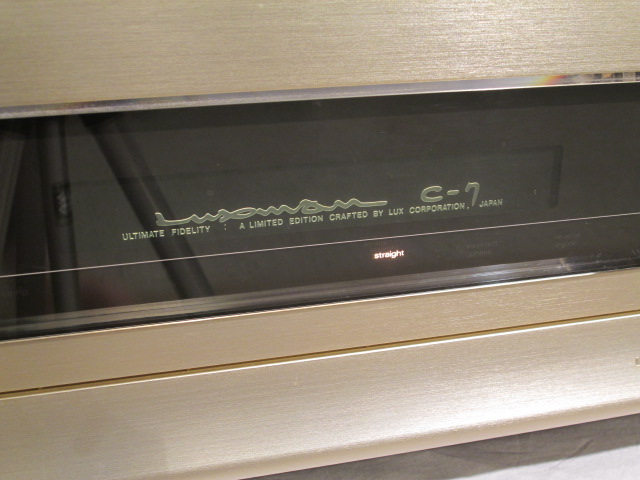 Luxman C-7
ULTIMATE FIDELITY : A LIMITED EDITION CRAFTED BY LUX CORPORATION, JAPAN
straight